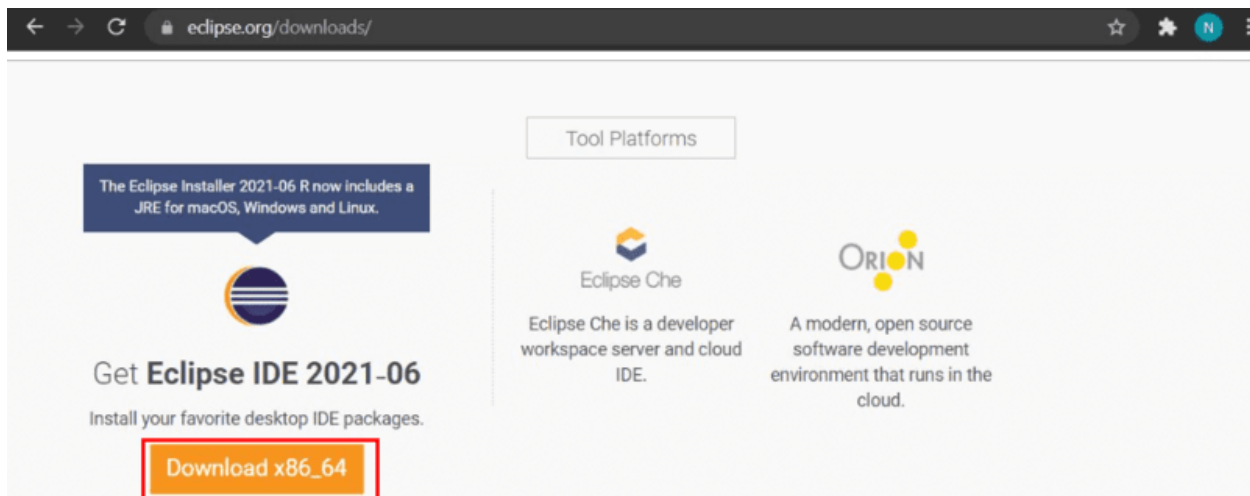 eclipse.org/downloads/
N
Tool Platforms
The Eclipse Installer 2021-06 R now includes a
JRE for macOS, Windows and Linux.
Get Eclipse IDE 2021-06
Install your favorite desktop IDE packages.
Download x86_64
Eclipse Che
Eclipse Che is a developer
workspace server and cloud
IDE.
ORION
A modern, open source
software development
environment that runs in the
cloud.